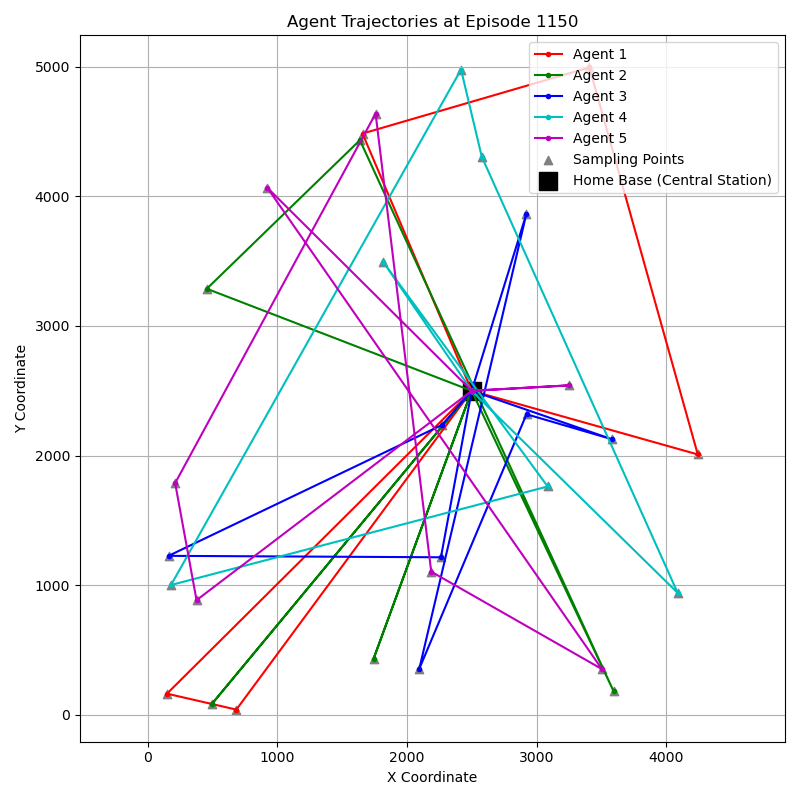 Agent Trajectories at Episode 1150
Agent 1
Agent 2
Agent 3
Agent 4
Agent 5
Sampling Points
Home Base (Central Station)
Y Coordinate
5000
4000
3000
2000
1000
0
0 1000 2000 3000 4000
X Coordinate